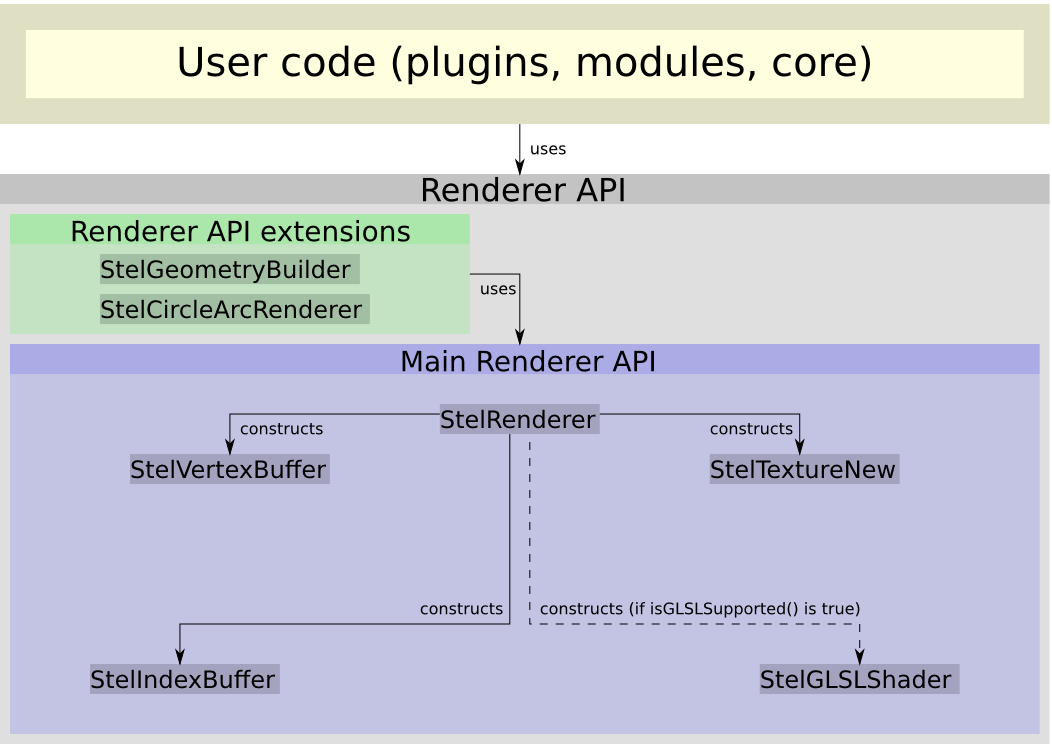 User code (plugins, modules, core)
uses
Renderer API
Renderer API extensions
StelGeometryBuilder
StelCircleArcRenderer
uses
Main Renderer API
StelRenderer
constructs
constructs
StelVertexBuffer
StelTextureNew
constructs
constructs (if isGLSLSupported() is true)
StelIndexBuffer
StelGLSLShader